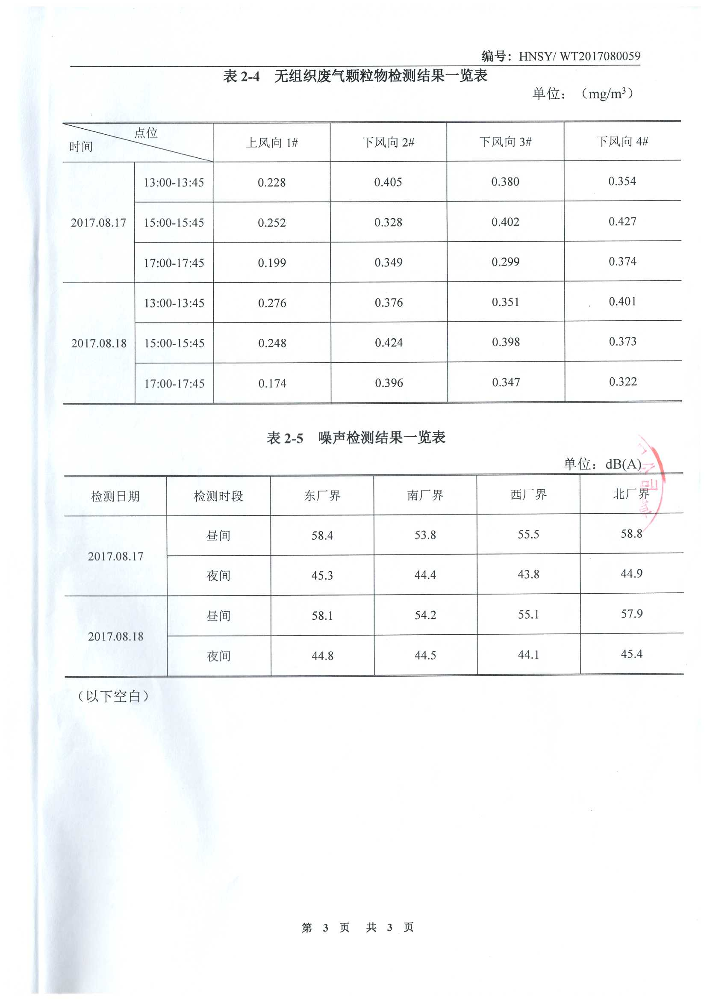 编号：HNSY/ WT2017080059
表 2-4 无组织废气颗粒物检测结果一览表
单位：（mg/m³）
点位
时间
上风向 1# 下风向 2# 下风向 3# 下风向 4#
13:00-13:45 0.228 0.405 0.380 0.354
2017.08.17 15:00-15:45 0.252 0.328 0.402 0.427
17:00-17:45 0.199 0.349 0.299 0.374
13:00-13:45 0.276 0.376 0.351 0.401
2017.08.18 15:00-15:45 0.248 0.424 0.398 0.373
17:00-17:45 0.174 0.396 0.347 0.322
表 2-5 噪声检测结果一览表
单位：dB(A)
检测日期 检测时段 东厂界 南厂界 西厂界 北厂界
昼间 58.4 53.8 55.5 58.8
2017.08.17
夜间 45.3 44.4 43.8 44.9
昼间 58.1 54.2 55.1 57.9
2017.08.18
夜间 44.8 44.5 44.1 45.4
（以下空白）
第 3 页 共 3 页